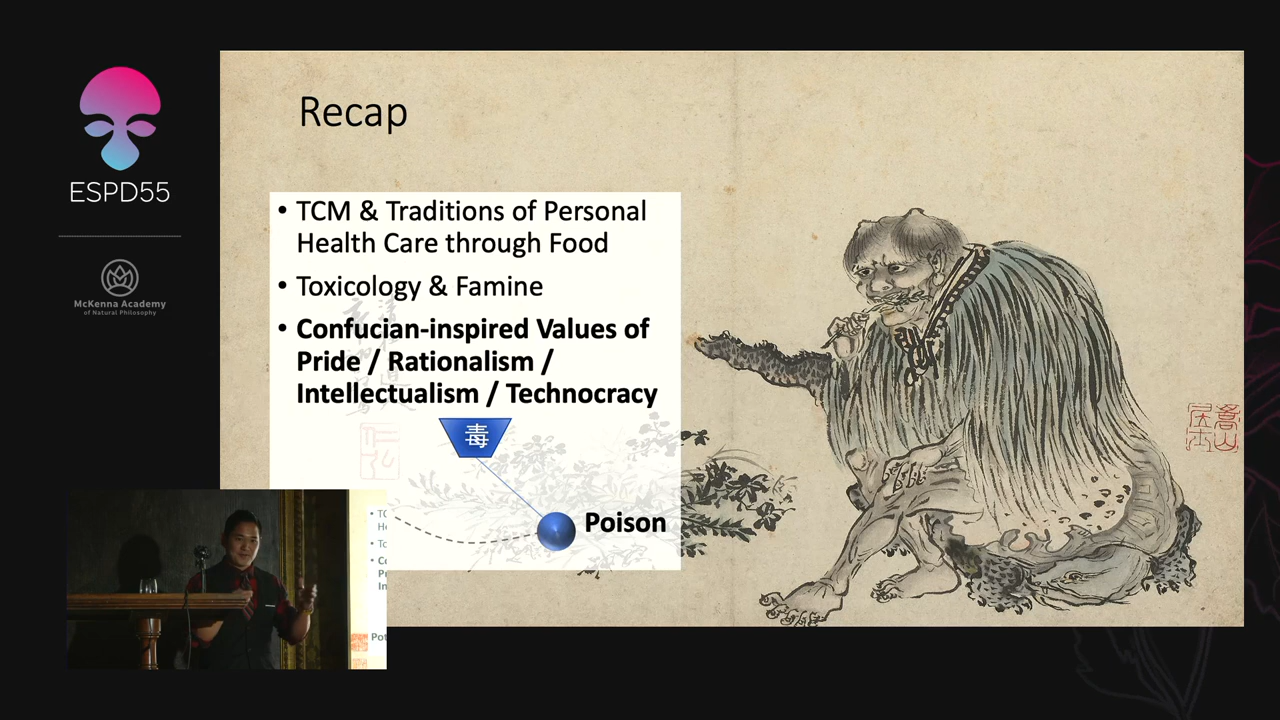 ESPD55
McKenna Academy
of Natural Philosophy
Recap
• TCM & Traditions of Personal
Health Care through Food
• Toxicology & Famine
• Confucian-inspired Values of
Pride / Rationalism /
Intellectualism / Technocracy
毒
Poison